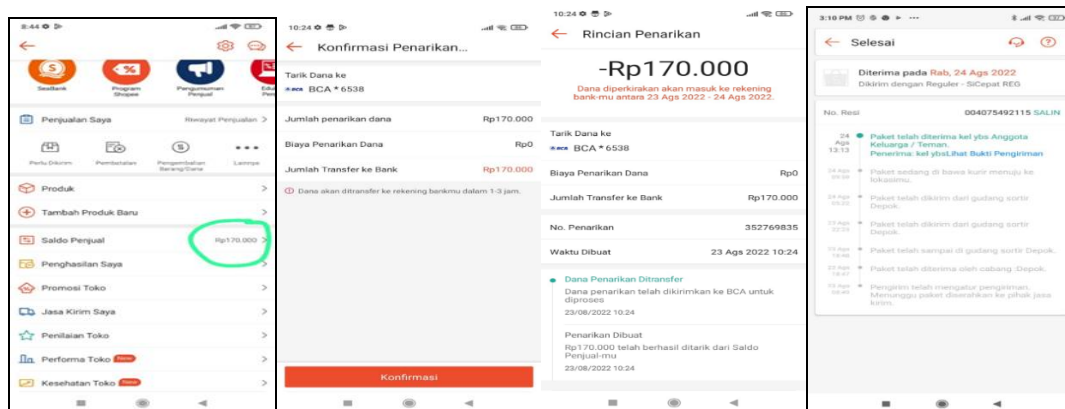 8:44
SeaBank
Program
Shopee
Pengumuman
Penjual
Penjualan Saya
Riwayat Penjualan >
Perlu Dikirim
Pembatalan
Pengembalian
Barang/Dana
Lainnya
Produk
Tambah Produk Baru
Saldo Penjual
Rp170.000
Penghasilan Saya
Promosi Toko
Jasa Kirim Saya
Penilaian Toko
Performa Toko New
Kesehatan Toko New
10:24
Konfirmasi Penarikan...
Tarik Dana ke
BCA BCA * 6538
Jumlah penarikan dana Rp170.000
Biaya Penarikan Dana Rp0
Jumlah Transfer ke Bank Rp170.000
Dana akan ditransfer ke rekening bankmu dalam 1-3 jam.
Konfirmasi
10:24
Rincian Penarikan
-Rp170.000
Dana diperkirakan akan masuk ke rekening
bank-mu antara 23 Ags 2022 - 24 Ags 2022.
Tarik Dana ke
BCA BCA * 6538
Biaya Penarikan Dana Rp0
Jumlah Transfer ke Bank Rp170.000
No. Penarikan 352769835
Waktu Dibuat 23 Ags 2022 10:24
Dana Penarikan Ditransfer
Dana penarikan telah dikirimkan ke BCA untuk
diproses
23/08/2022 10:24
Penarikan Dibuat
Rp170.000 telah berhasil ditarik dari Saldo
Penjual-mu
23/08/2022 10:24
3:10 PM
Selesai
Diterima pada Rab, 24 Ags 2022
Dikirim dengan Reguler - SiCepat REG
No. Resi 004075492115 SALIN
24
Ags
13:13
Paket telah diterima kel ybs Anggota
Keluarga / Teman.
Penerima: kel ybsLihat Bukti Pengiriman
24 Ags
Paket sedang di bawa kurir menuju ke
lokasimu.
24 Ags
Paket telah dikirim dari gudang sortir
Depok.
23 Ags
Paket telah dikirim dari gudang sortir
Depok.
23 Ags
Paket telah sampai di gudang sortir Depok.
Paket telah diterima oleh cabang :Depok.
Pengirim telah mengatur pengiriman.
Menunggu paket diserahkan ke pihak jasa
kirim.